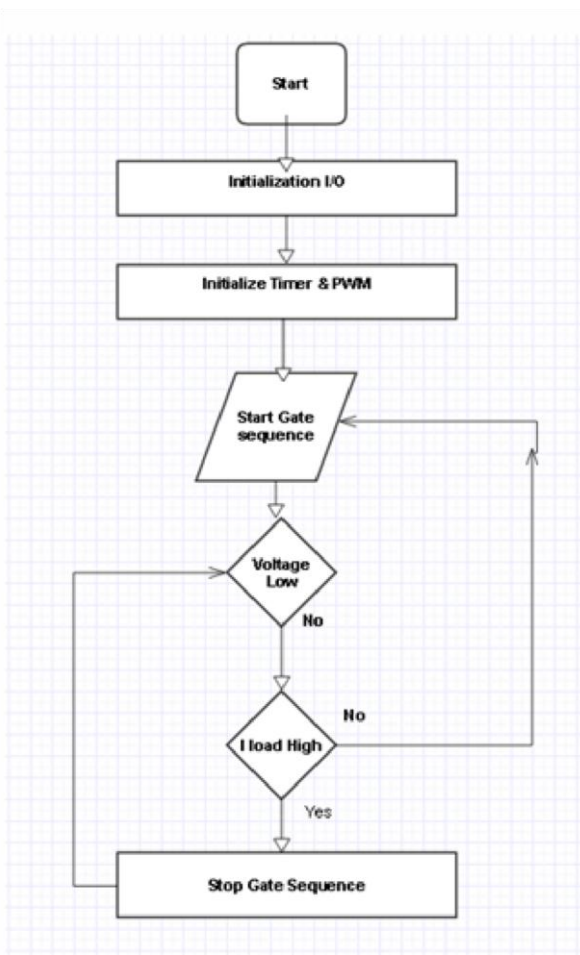 Start
Initialization I/O
Initialize Timer & PWM
Start Gate
sequence
Voltage
Low
No
I load High
No
Yes
Stop Gate Sequence